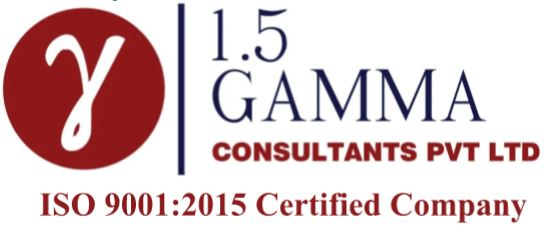 γ
1.5
GAMMA
CONSULTANTS PVT LTD
ISO 9001:2015 Certified Company